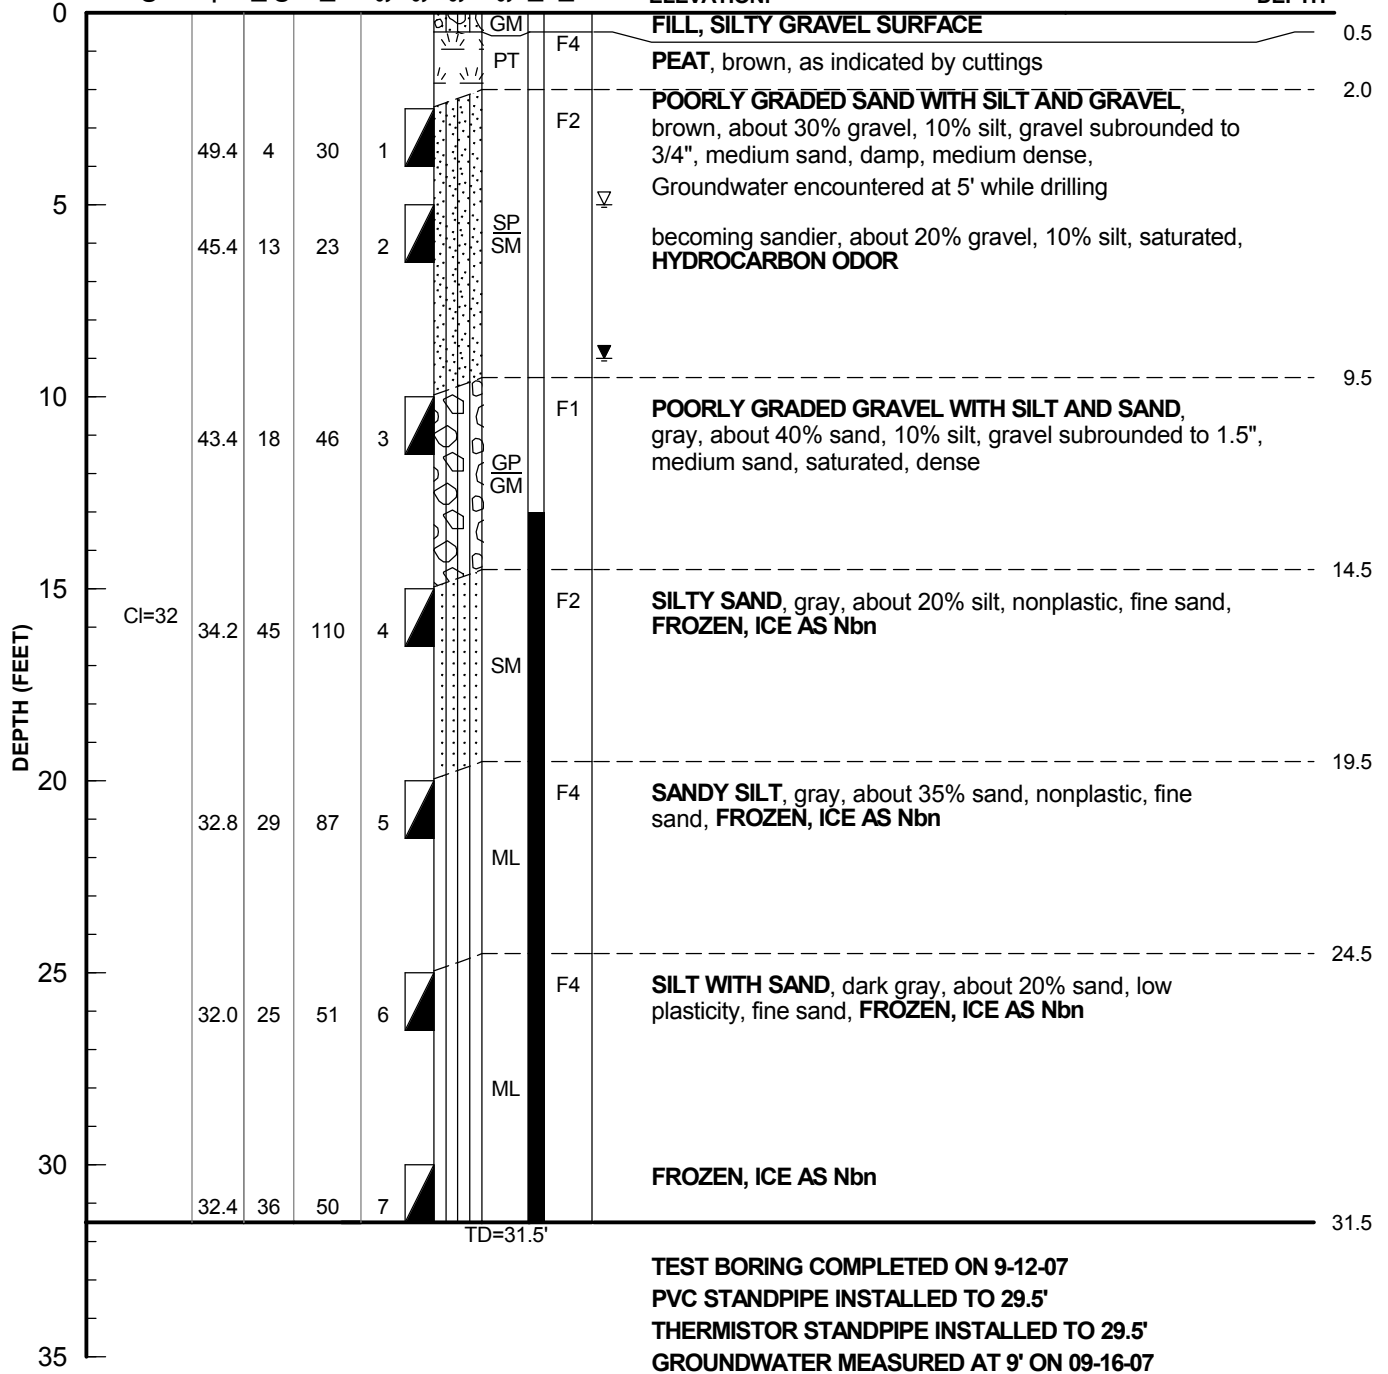 0
GM
FILL, SILTY GRAVEL SURFACE
0.5
F4
PT
PEAT, brown, as indicated by cuttings
2.0
POORLY GRADED SAND WITH SILT AND GRAVEL,
F2
brown, about 30% gravel, 10% silt, gravel subrounded to
49.4 4 30 1
3/4", medium sand, damp, medium dense,
Groundwater encountered at 5' while drilling
5
SP
SM
45.4 13 23 2
becoming sandier, about 20% gravel, 10% silt, saturated,
HYDROCARBON ODOR
9.5
10
F1
POORLY GRADED GRAVEL WITH SILT AND SAND,
43.4 18 46 3
gray, about 40% sand, 10% silt, gravel subrounded to 1.5",
medium sand, saturated, dense
GP
GM
14.5
15
F2
SILTY SAND, gray, about 20% silt, nonplastic, fine sand,
Cl=32
34.2 45 110 4
FROZEN, ICE AS Nbn
SM
DEPTH (FEET)
19.5
20
F4
SANDY SILT, gray, about 35% sand, nonplastic, fine
32.8 29 87 5
sand, FROZEN, ICE AS Nbn
ML
24.5
25
F4
SILT WITH SAND, dark gray, about 20% sand, low
32.0 25 51 6
plasticity, fine sand, FROZEN, ICE AS Nbn
ML
30
FROZEN, ICE AS Nbn
32.4 36 50 7
31.5
TD=31.5'
TEST BORING COMPLETED ON 9-12-07
PVC STANDPIPE INSTALLED TO 29.5'
THERMISTOR STANDPIPE INSTALLED TO 29.5'
35
GROUNDWATER MEASURED AT 9' ON 09-16-07